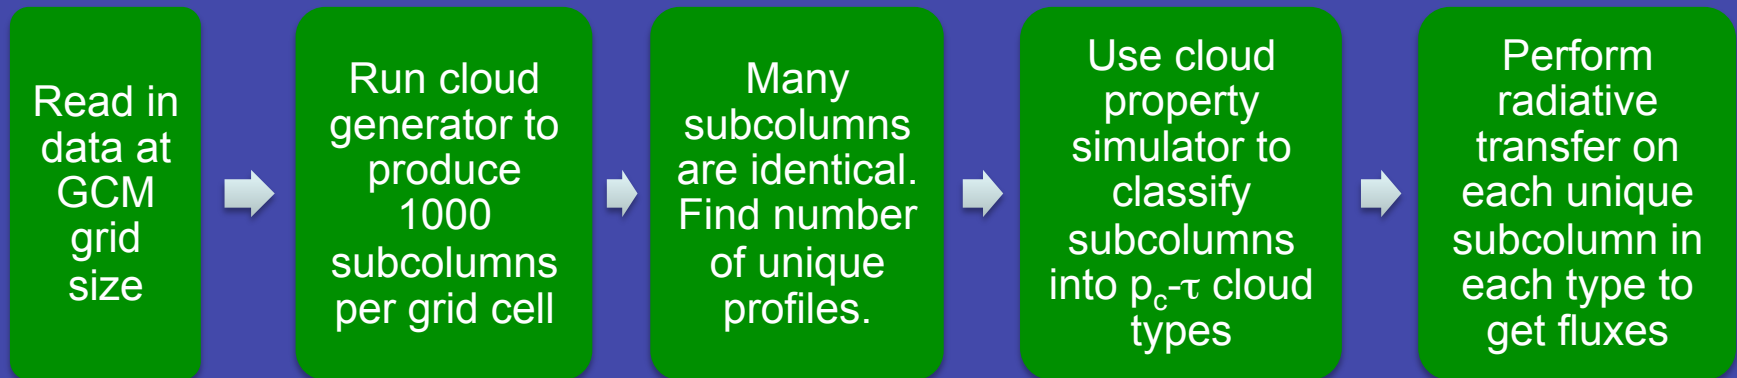 Read in
data at
GCM
grid
size
Run cloud
generator to
produce
1000
subcolumns
per grid cell
Many
subcolumns
are identical.
Find number
of unique
profiles.
Use cloud
property
simulator to
classify
subcolumns
into pc-τ cloud
types
Perform
radiative
transfer on
each unique
subcolumn in
each type to
get fluxes